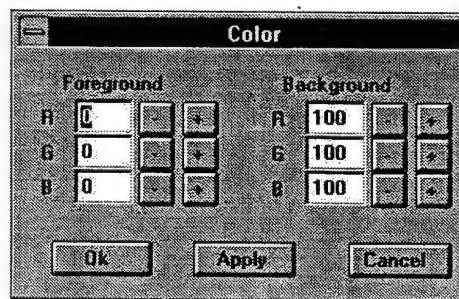 Color
Foreground Background
R 0 - + R 100 - +
G 0 - + G 100 - +
B 0 - + B 100 - +
Ok Apply Cancel